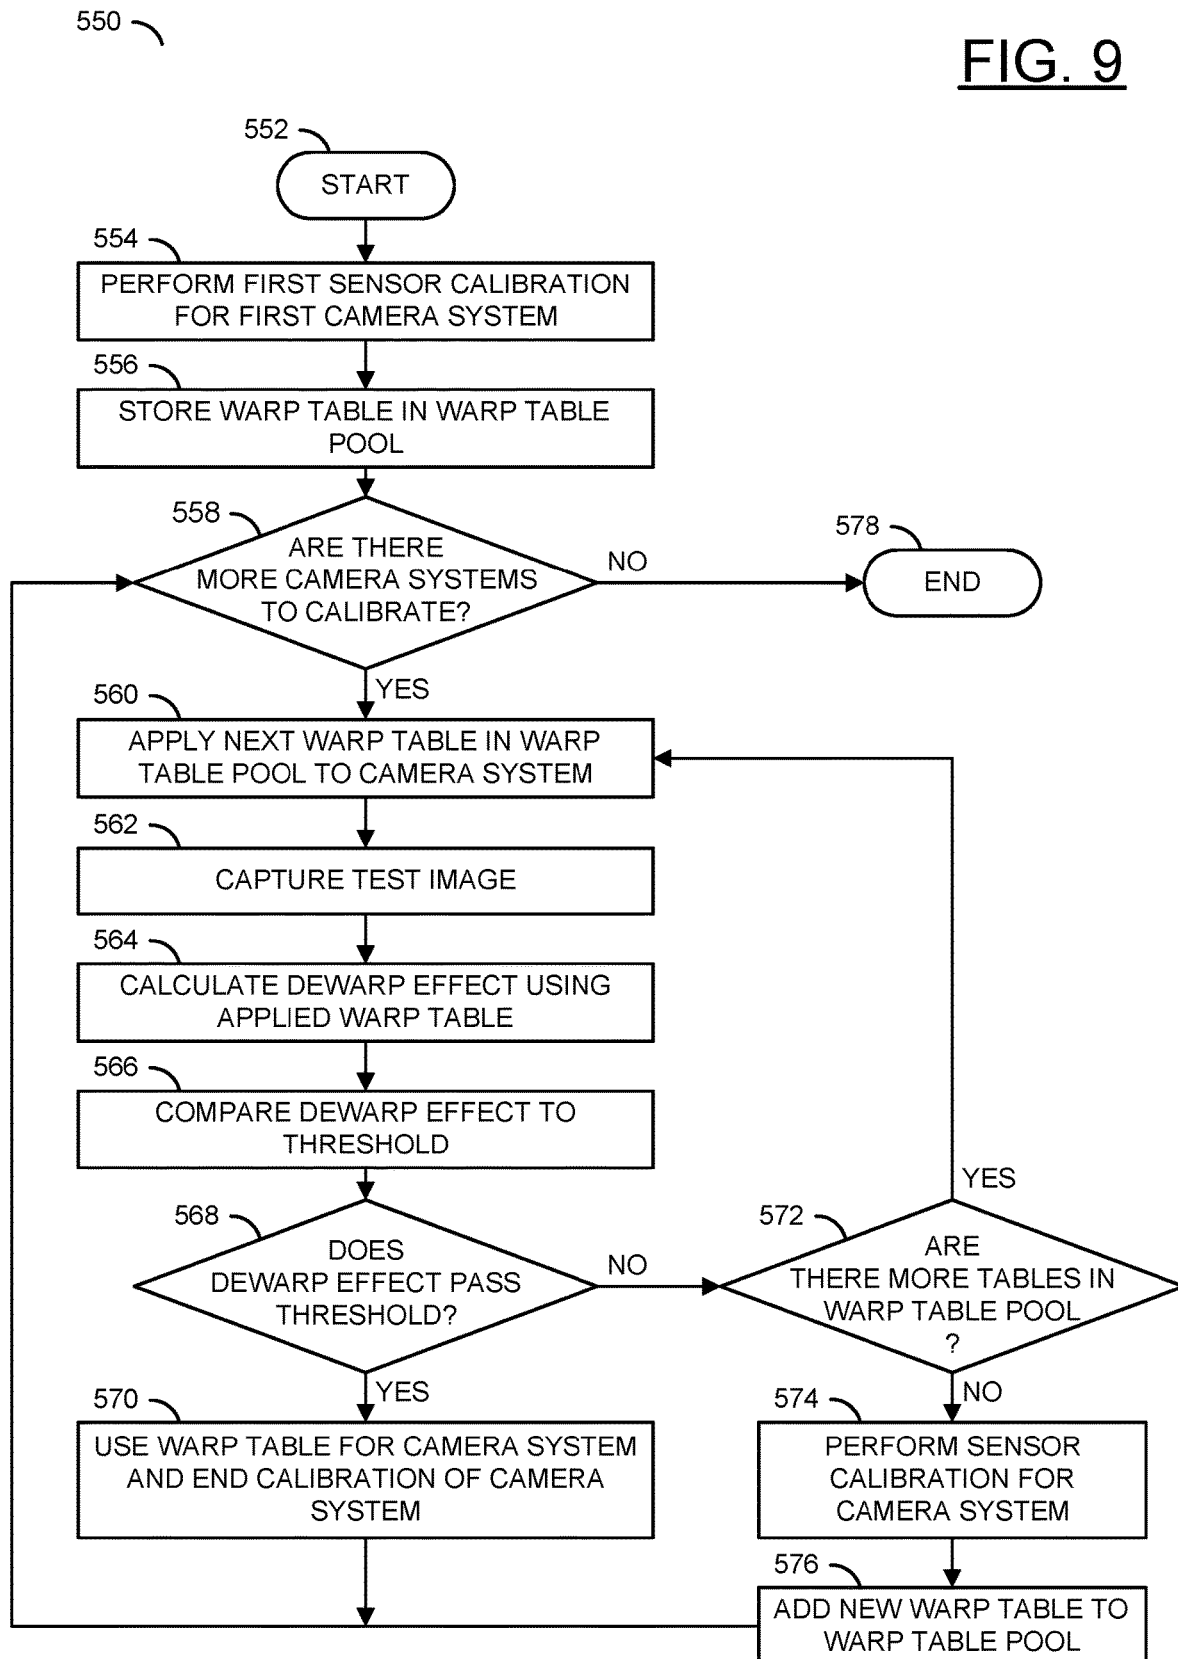 550
FIG. 9
552
START
554
PERFORM FIRST SENSOR CALIBRATION
FOR FIRST CAMERA SYSTEM
556
STORE WARP TABLE IN WARP TABLE
POOL
558
ARE THERE
MORE CAMERA SYSTEMS
TO CALIBRATE?
NO
578
END
YES
560
APPLY NEXT WARP TABLE IN WARP
TABLE POOL TO CAMERA SYSTEM
562
CAPTURE TEST IMAGE
564
CALCULATE DEWARP EFFECT USING
APPLIED WARP TABLE
566
COMPARE DEWARP EFFECT TO
THRESHOLD
568
DOES
DEWARP EFFECT PASS
THRESHOLD?
NO
572
YES
ARE
THERE MORE TABLES IN
WARP TABLE POOL
?
YES
570
USE WARP TABLE FOR CAMERA SYSTEM
AND END CALIBRATION OF CAMERA
SYSTEM
NO
574
PERFORM SENSOR
CALIBRATION FOR
CAMERA SYSTEM
576
ADD NEW WARP TABLE TO
WARP TABLE POOL